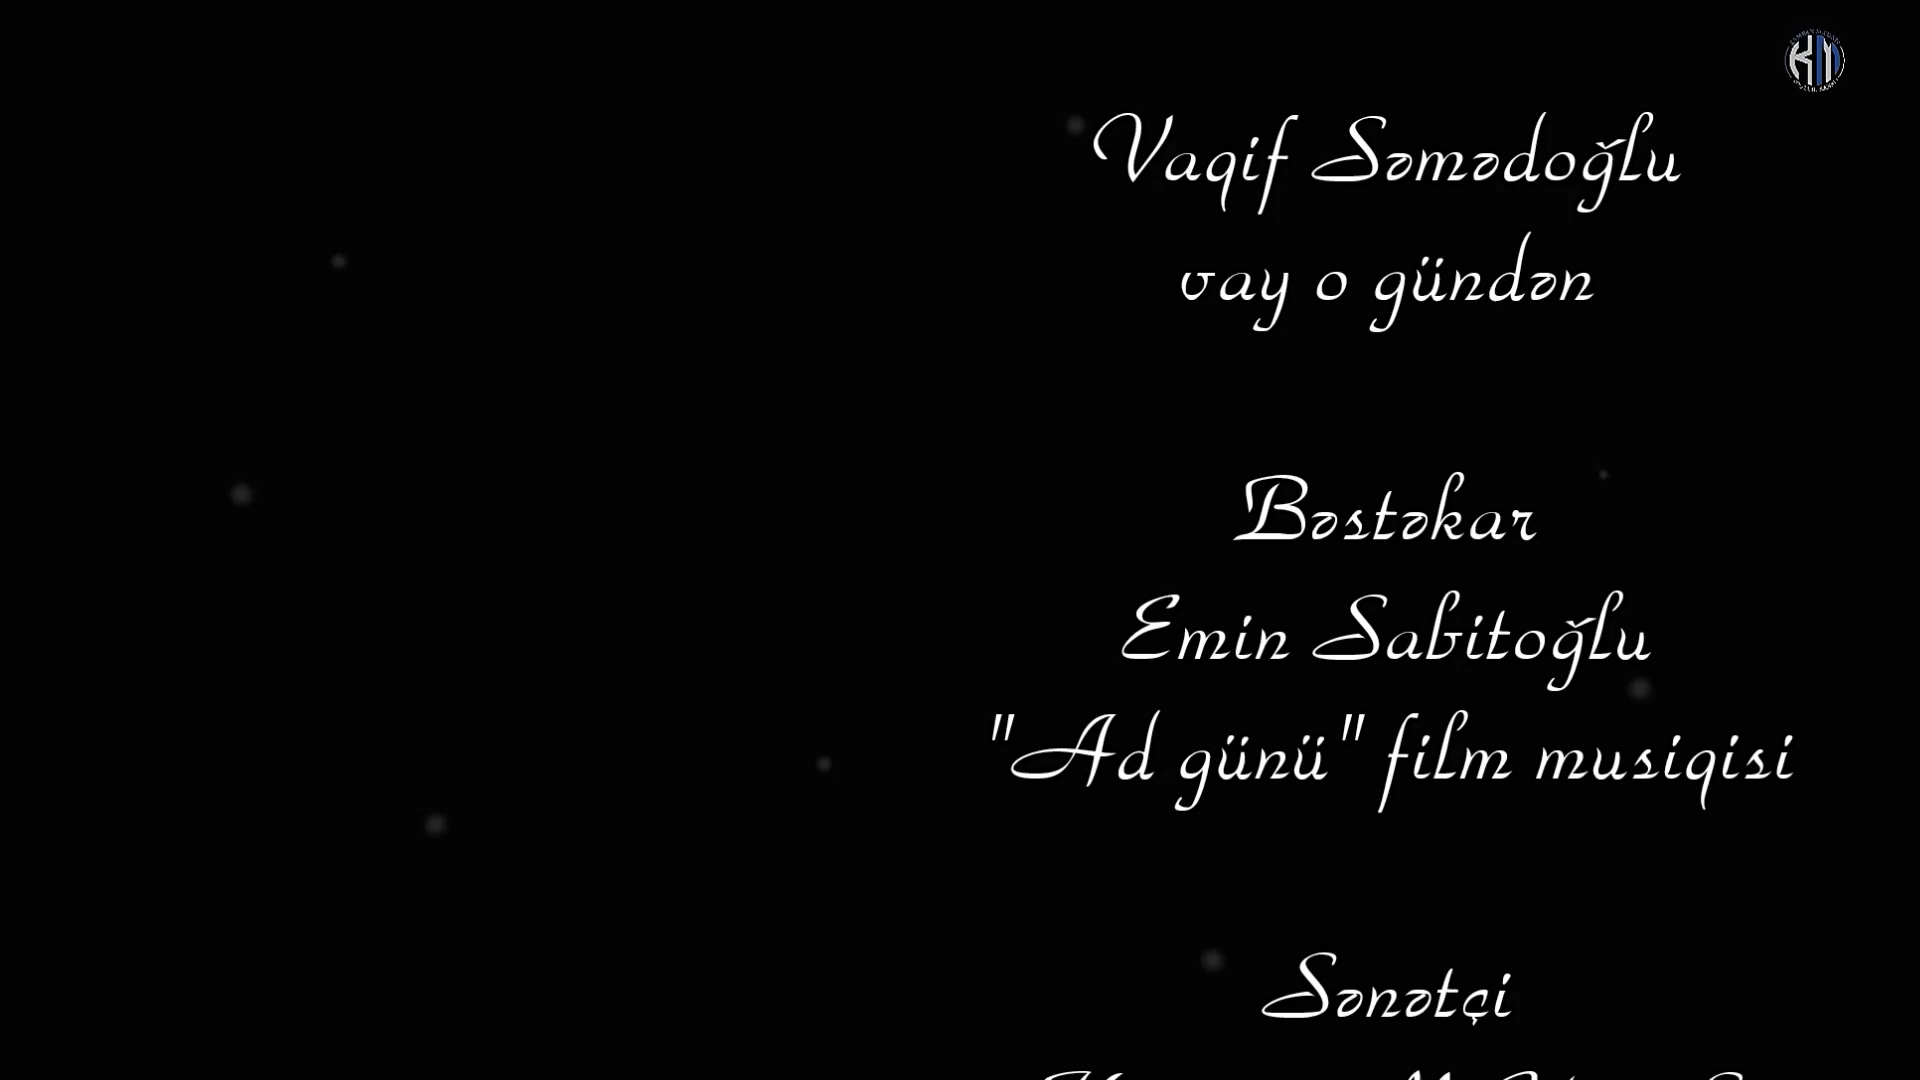 Vaqif Səmədoğlu
vay o gündən
Bəstəkar
Emin Sabitoğlu
"Ad günü" film musiqisi
Sənətçi